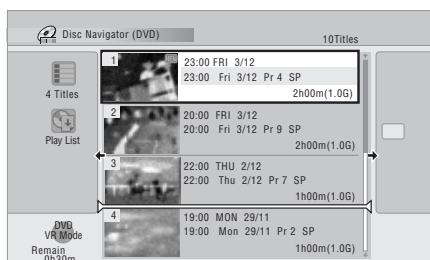 Disc Navigator (DVD)
10Titles
4 Titles
Play List
DVD
VR Mode
Remain
0h30m
1
23:00 FRI 3/12
23:00 Fri 3/12 Pr 4 SP
2h00m(1.0G)
2
20:00 FRI 3/12
20:00 Fri 3/12 Pr 9 SP
2h00m(1.0G)
3
22:00 THU 2/12
22:00 Thu 2/12 Pr 7 SP
1h00m(1.0G)
4
19:00 MON 29/11
19:00 Mon 29/11 Pr 2 SP
1h00m(1.0G)